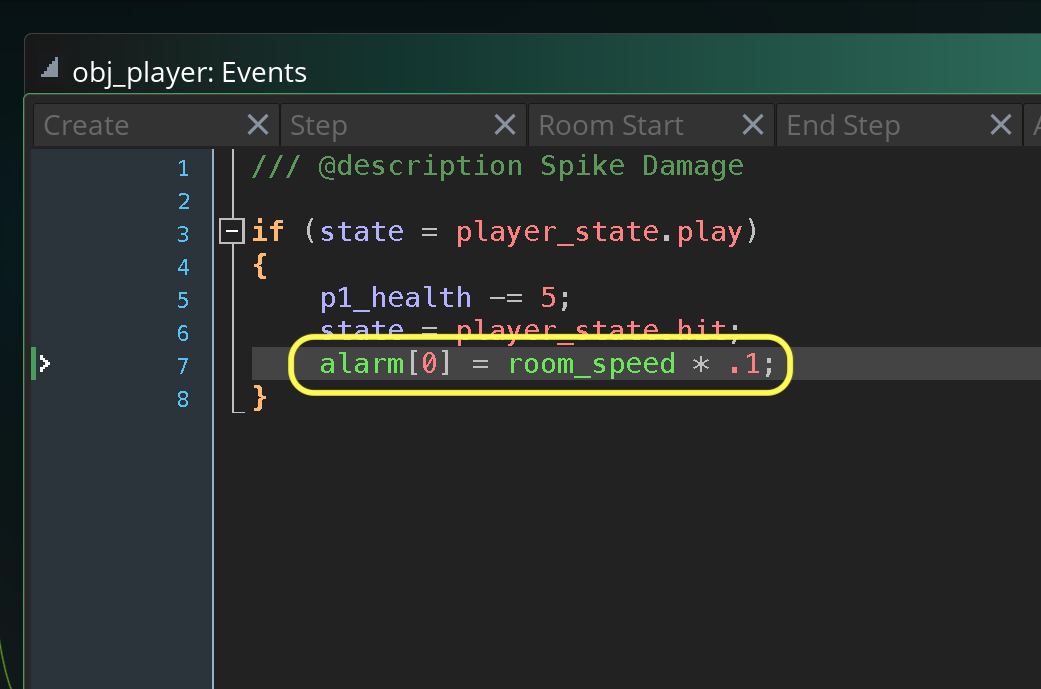 obj_player: Events
Create Step Room Start End Step
1 /// @description Spike Damage
2
3 if (state = player_state.play)
4 {
5 p1_health -= 5;
6 state = player_state.hit;
7 alarm[0] = room_speed * .1;
8 }